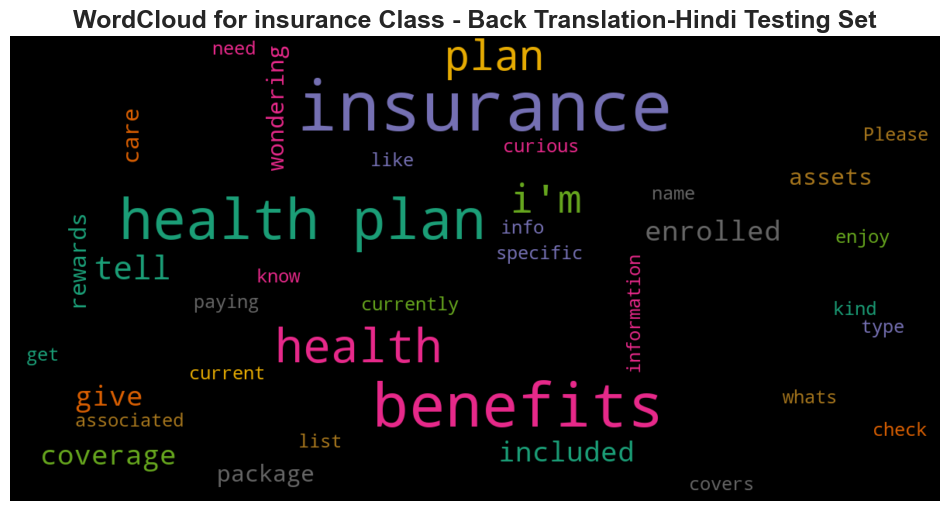 WordCloud for insurance Class - Back Translation-Hindi Testing Set
need
plan
wondering
insurance
care
Please
curious
like
assets
i'm
name
health plan
rewards
info
enrolled
enjoy
specific
tell
information
know
paying
currently
kind
type
health
get
current
benefits
give
whats
associated
check
list
coverage
included
package
covers